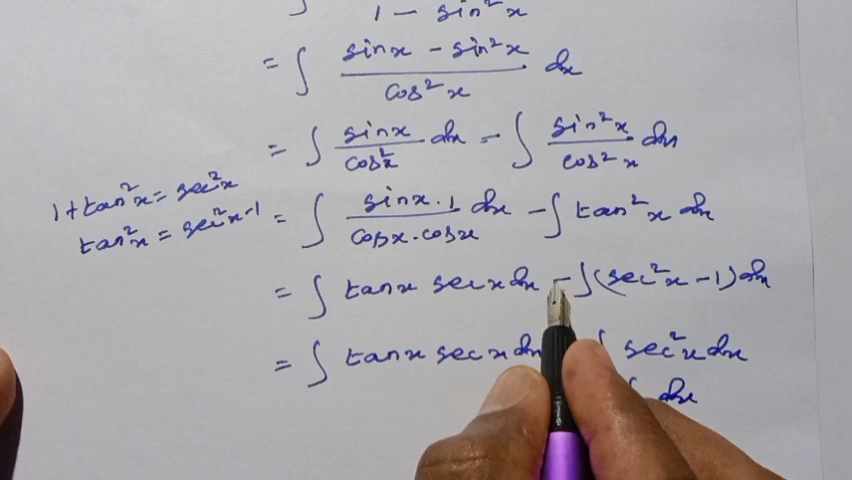 ∫ 1 - sin²x
= ∫ (sinx - sin²x)/(cos²x) dx
= ∫ sinx/cos²x dx - ∫ sin²x/cos²x dx
1 + tan²x = sec²x
tan²x = sec²x - 1
= ∫ (sinx · 1)/(cosx · cosx) dx - ∫ tan²x dx
= ∫ tanx secx dx - ∫ (sec²x - 1) dx
= ∫ tanx secx dx ∫ sec²x dx
∫ dx